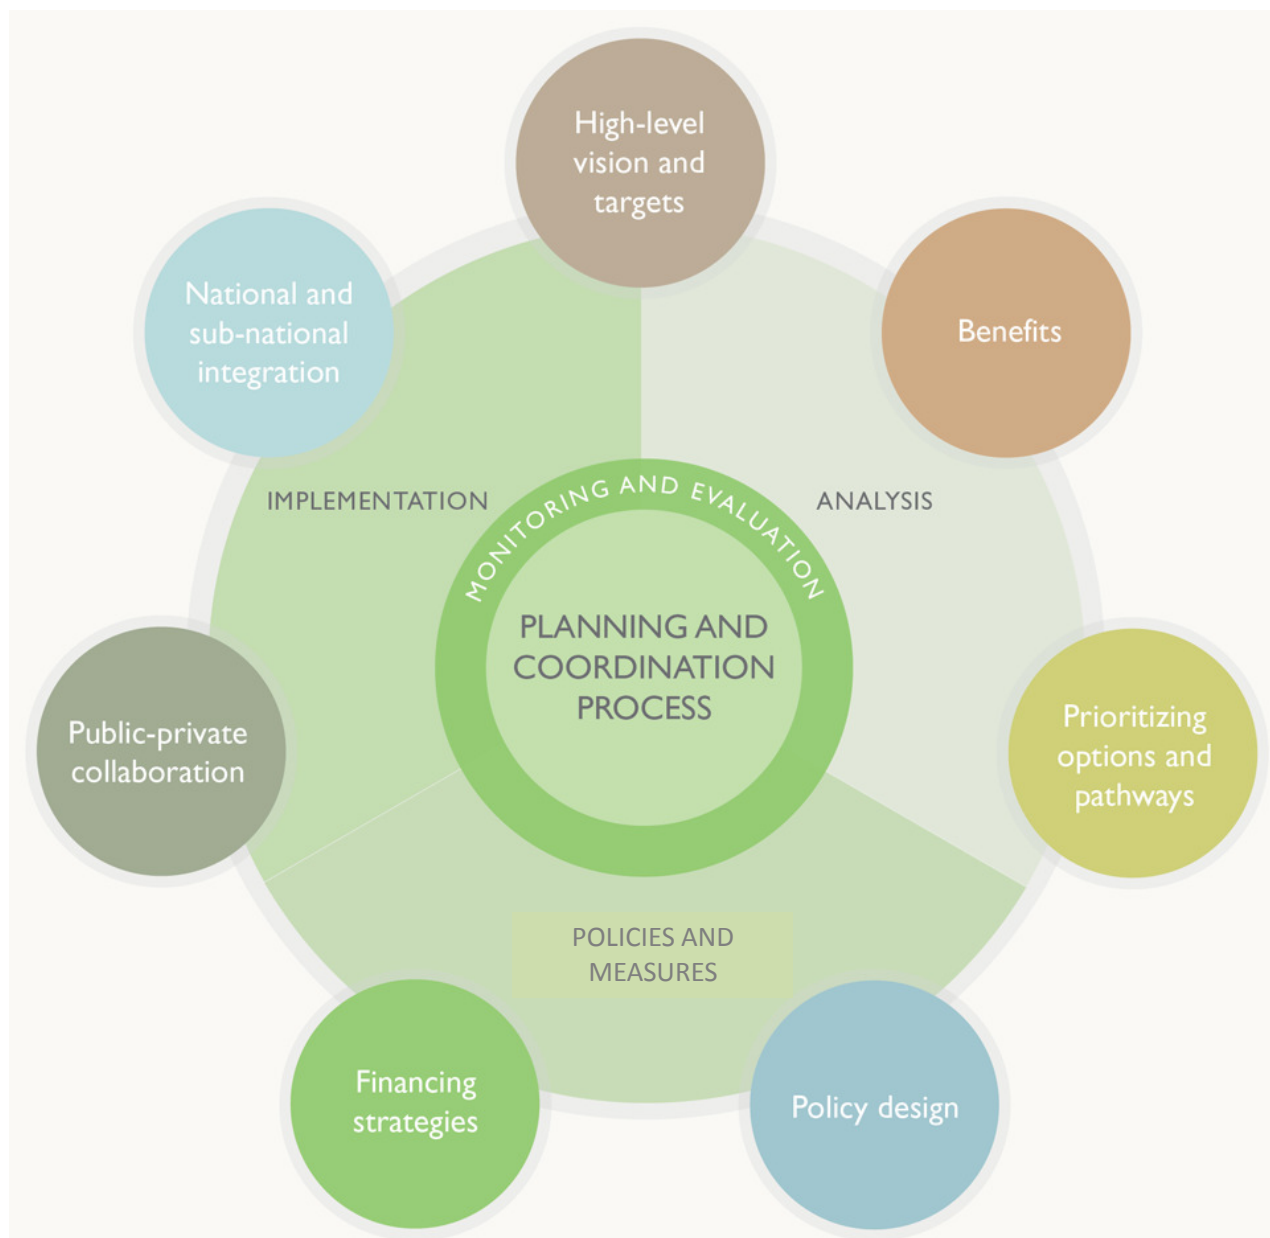 High-level
vision and
targets
National and
sub-national
integration
Benefits
IMPLEMENTATION
MONITORING AND EVALUATION
ANALYSIS
PLANNING AND
COORDINATION
PROCESS
Public-private
collaboration
Prioritizing
options and
pathways
POLICIES AND
MEASURES
Financing
strategies
Policy design